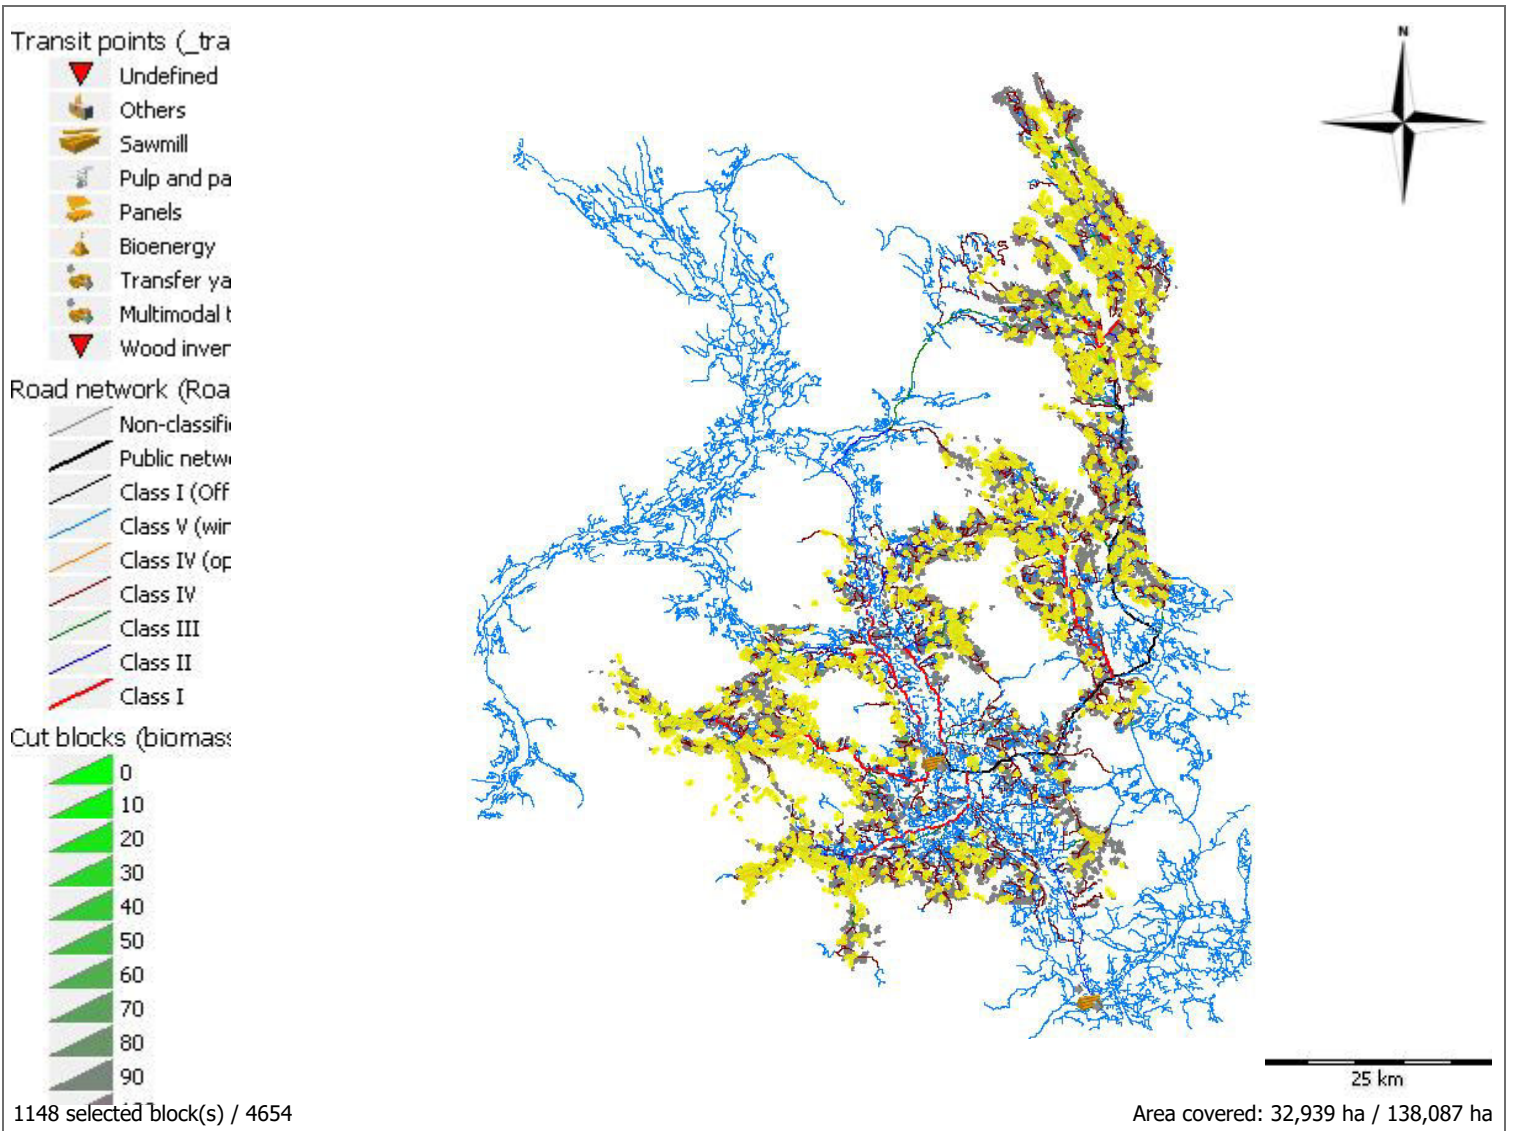 Transit points (_tra
Undefined
Others
Sawmill
Pulp and pa
Panels
Bioenergy
Transfer ya
Multimodal t
Wood inver
Road network (Roa
Non-classifi
Public netw
Class I (Off
Class V (wir
Class IV (op
Class IV
Class III
Class II
Class I
Cut blocks (biomass
0
10
20
30
40
50
60
70
80
90
1148 selected block(s) / 4654
N
25 km
Area covered: 32,939 ha / 138,087 ha